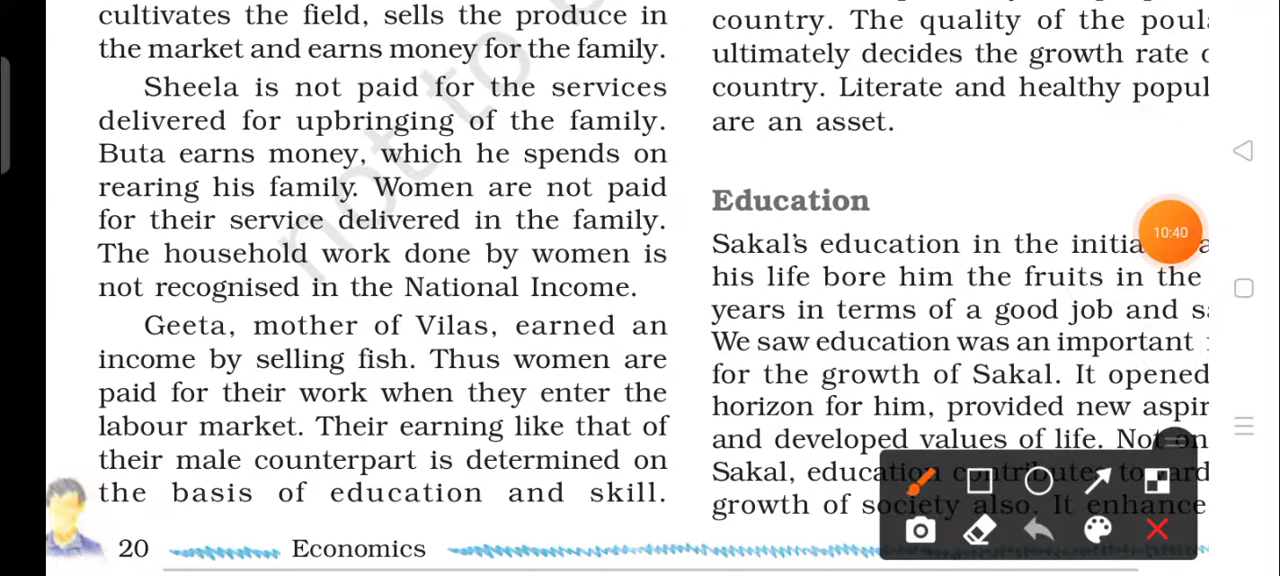 cultivates the field, sells the produce in
the market and earns money for the family.
Sheela is not paid for the services
delivered for upbringing of the family.
Buta earns money, which he spends on
rearing his family. Women are not paid
for their service delivered in the family.
The household work done by women is
not recognised in the National Income.
Geeta, mother of Vilas, earned an
income by selling fish. Thus women are
paid for their work when they enter the
labour market. Their earning like that of
their male counterpart is determined on
the basis of education and skill.
20 Economics
country. The quality of the
ultimately decides the growth rate
country. Literate and healthy
are an asset.
Education
Sakal's education in the
his life bore him the fruits in the
years in terms of a good job and
We saw education was an important
for the growth of Sakal. It opened
horizon for him, provided new
and developed values of life.
Sakal, education contributes
growth of society also. It
10:40
not to